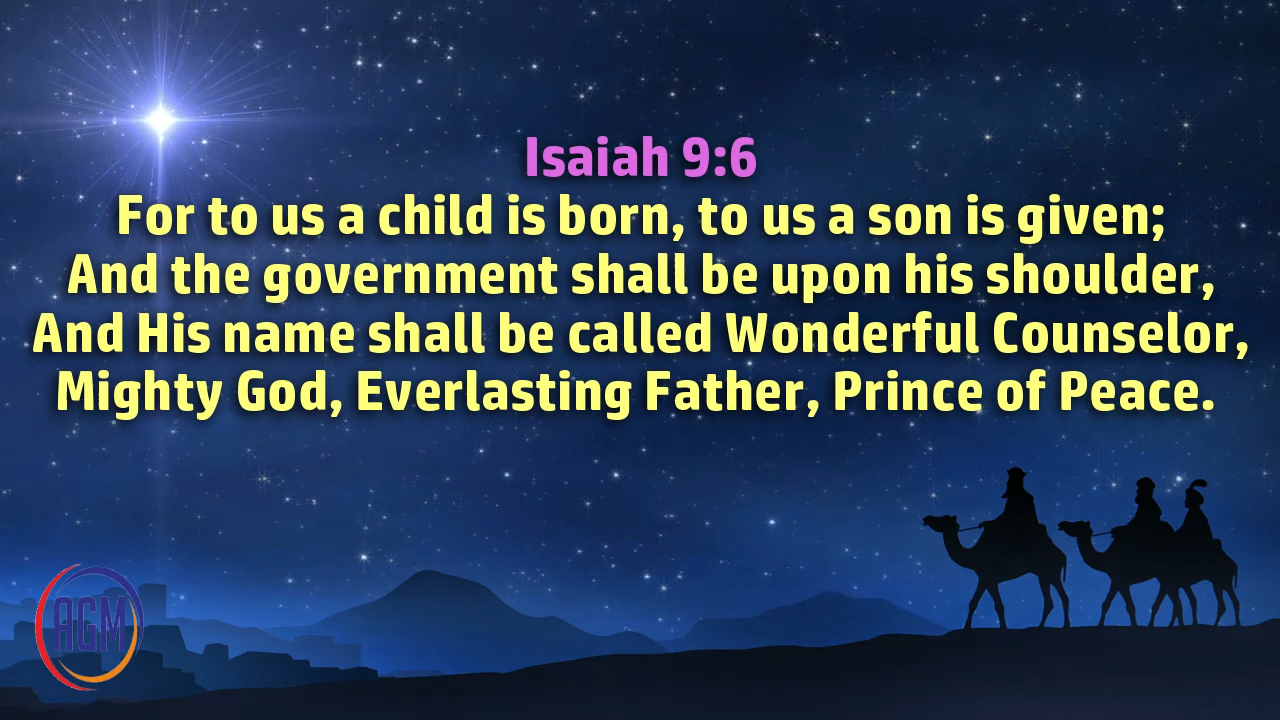 Isaiah 9:6
For to us a child is born, to us a son is given;
And the government shall be upon his shoulder,
And His name shall be called Wonderful Counselor,
Mighty God, Everlasting Father, Prince of Peace.
AGM